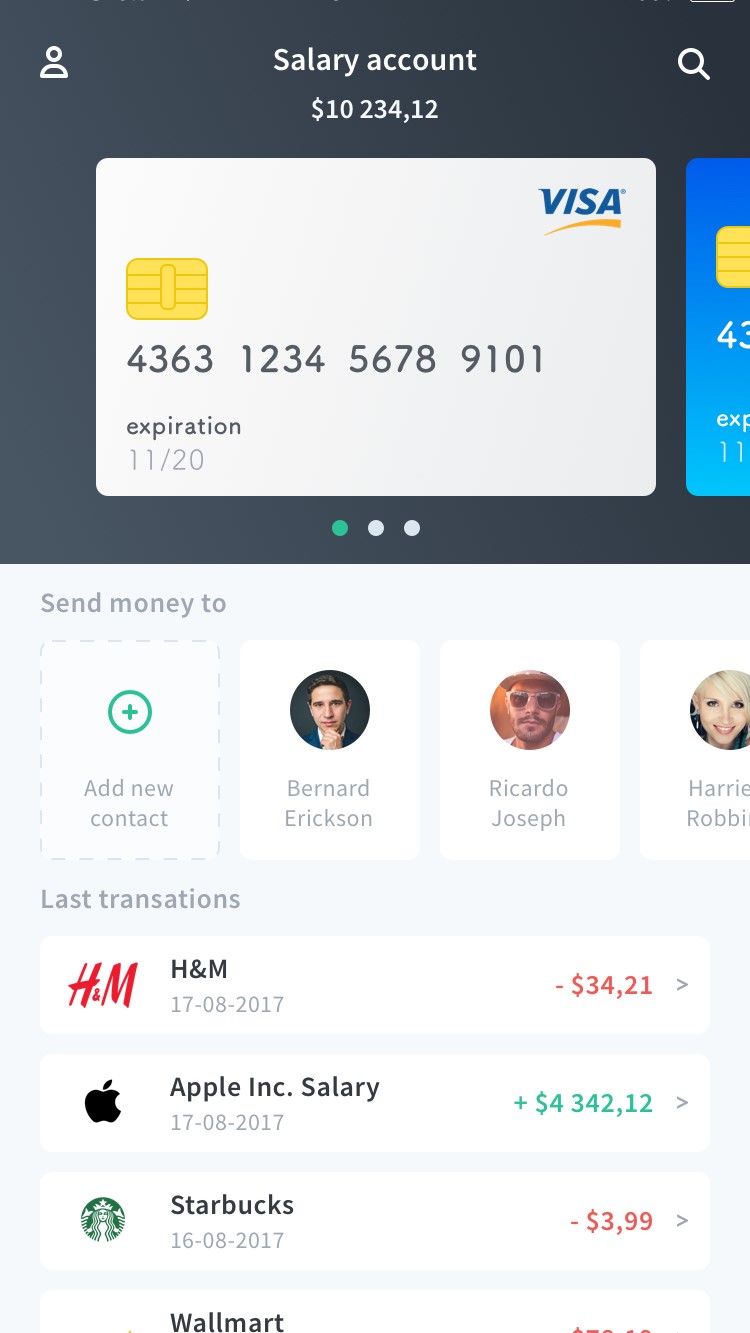 Salary account
$10 234,12
VISA
4363 1234 5678 9101
expiration
11/20
43
exp
11
Send money to
Add new
contact
Bernard
Erickson
Ricardo
Joseph
Harrie
Robbi
Last transations
H&M
H&M
- $34,21 >
17-08-2017
Apple Inc. Salary
+ $4 342,12 >
17-08-2017
Starbucks
- $3,99 >
16-08-2017
Wallmart